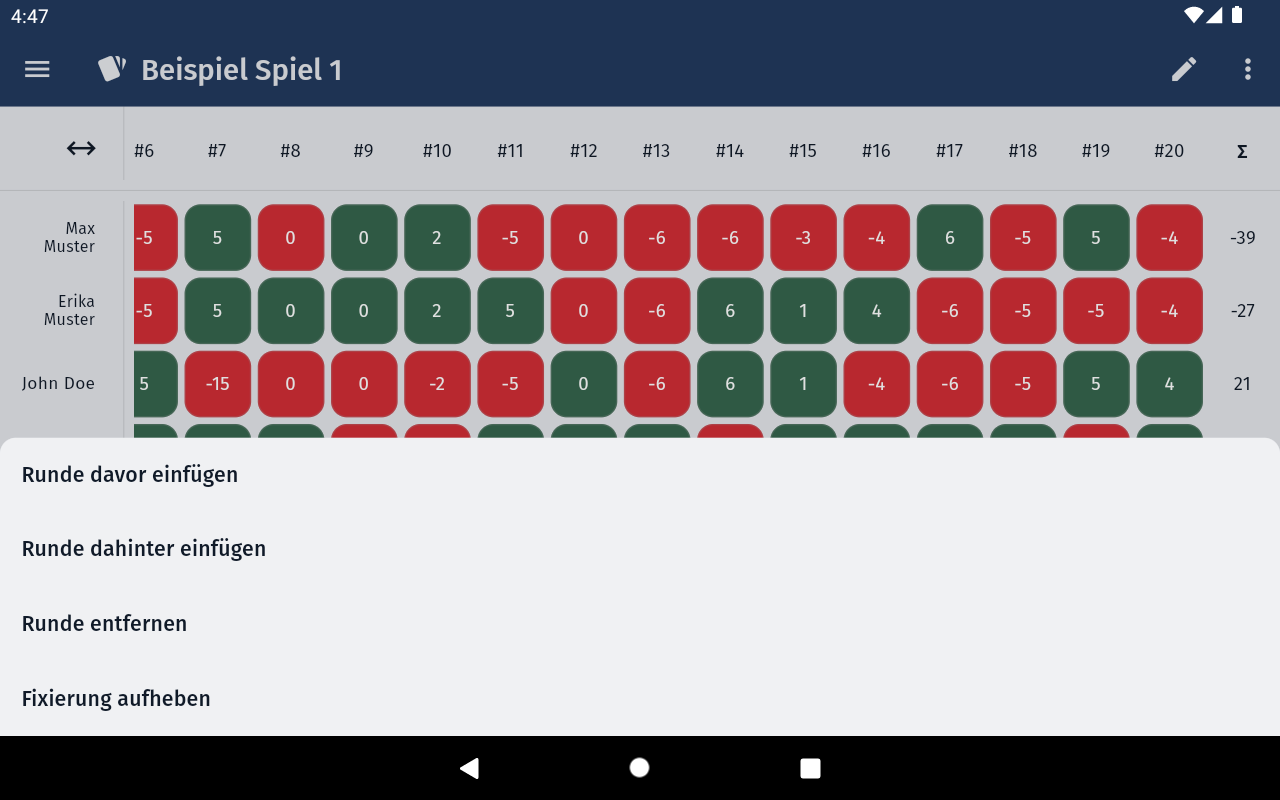 4:47
Beispiel Spiel 1
#6 #7 #8 #9 #10 #11 #12 #13 #14 #15 #16 #17 #18 #19 #20 Σ
Max
Muster
-5 5 0 0 2 -5 0 -6 -6 -3 -4 6 -5 5 -4 -39
Erika
Muster
-5 5 0 0 2 5 0 -6 6 1 4 -6 -5 -5 -4 -27
John Doe 5 -15 0 0 -2 -5 0 -6 6 1 -4 -6 -5 5 4 21
Runde davor einfügen
Runde dahinter einfügen
Runde entfernen
Fixierung aufheben